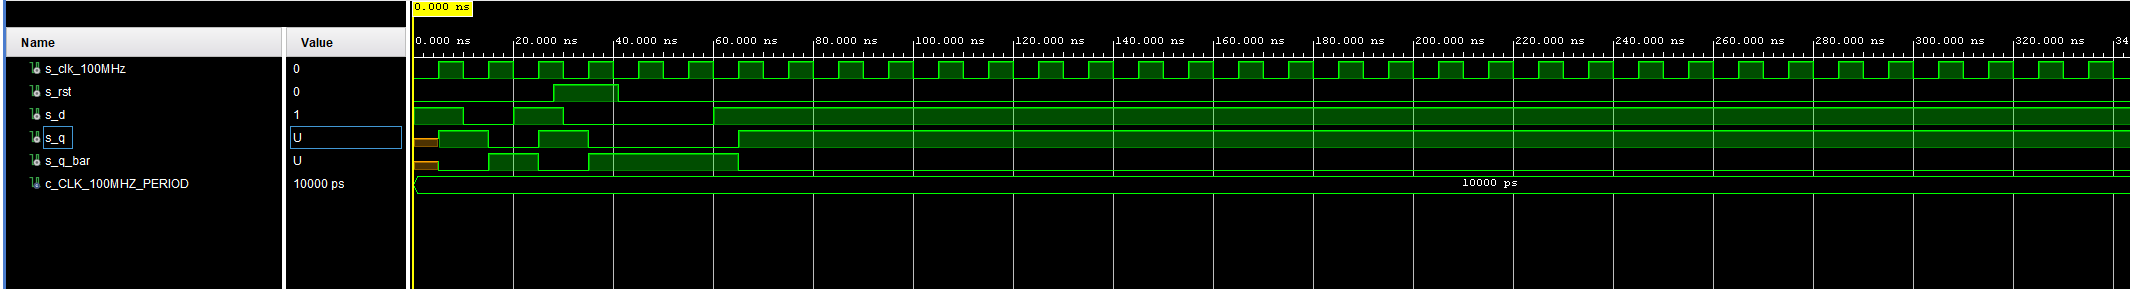 0.000 ns
Name Value
0.000 ns 20.000 ns 40.000 ns 60.000 ns 80.000 ns 100.000 ns 120.000 ns 140.000 ns 160.000 ns 180.000 ns 200.000 ns 220.000 ns 240.000 ns 260.000 ns 280.000 ns 300.000 ns 320.000 ns 34
s_clk_100MHz 0
s_rst 0
s_d 1
s_q U
s_q_bar U
c_CLK_100MHZ_PERIOD 10000 ps 10000 ps